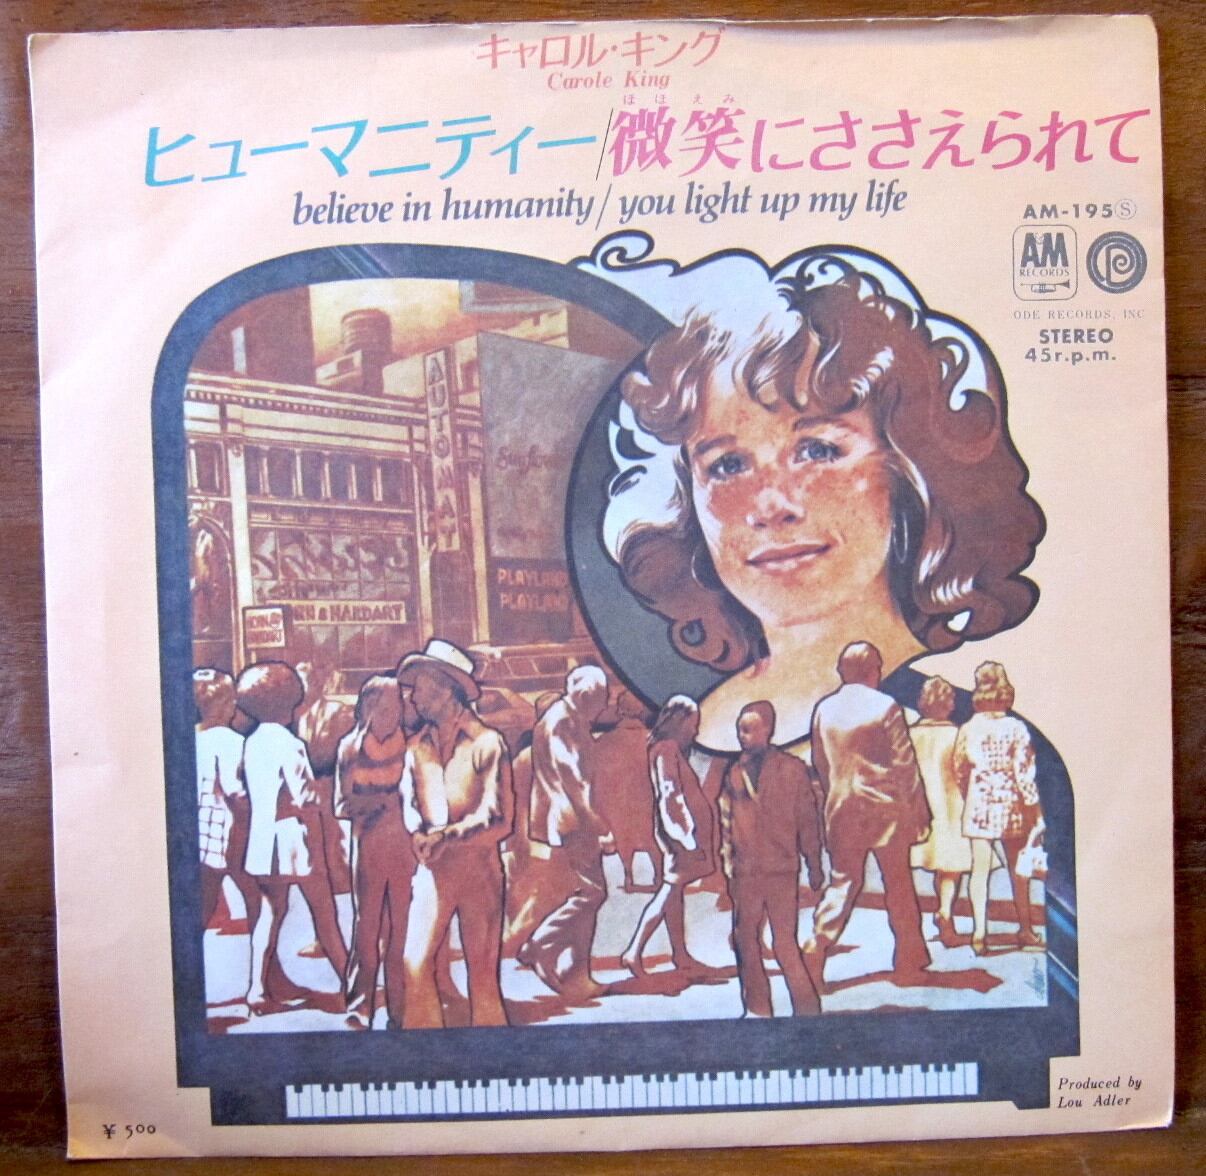 キャロル・キング
Carole King
ほほえみ
ヒューマニティー/微笑にささえられて
believe in humanity/you light up my life
AM-195Ⓢ
AM
RECORDS
ODE RECORDS, INC
STEREO
45r.p.m.
AUTOMAT
PLAYLAND
PLAYLAND
RN & HARDART
Produced by
Lou Adler
¥ 500